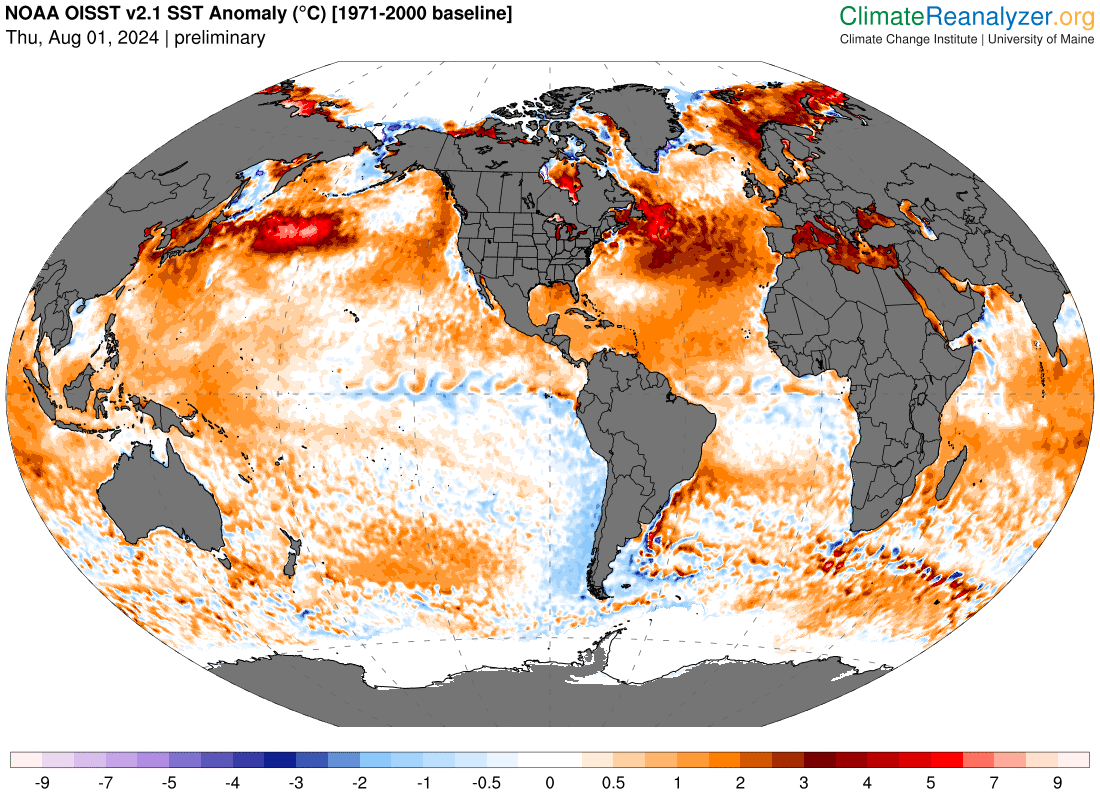 NOAA OISST v2.1 SST Anomaly (°C) [1971-2000 baseline]
Thu, Aug 01, 2024 | preliminary
ClimateReanalyzer.org
Climate Change Institute | University of Maine
-9 -7 -5 -4 -3 -2 -1 -0.5 0 0.5 1 2 3 4 5 7 9